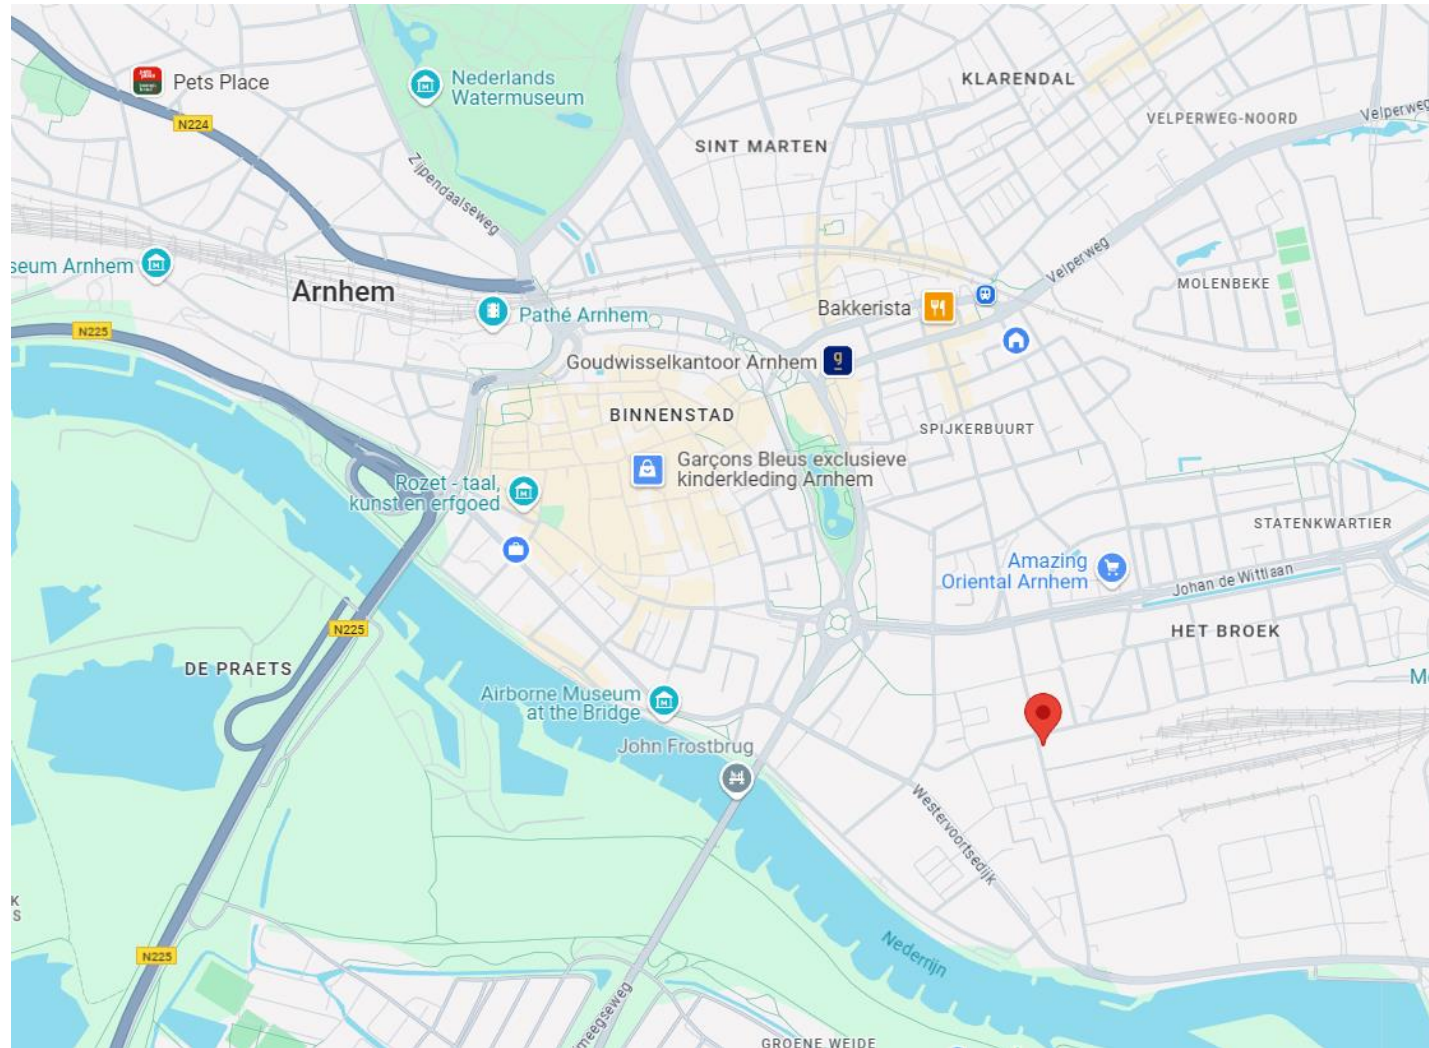 KLARENDAL
Nederlands
Watermuseum
Pets Place
VELPERWEG-NOORD
Velperweg
N224
SINT MARTEN
Zijpendaalseweg
seum Arnhem
Velperweg
MOLENBEKE
Arnhem
Bakkerista
Pathé Arnhem
N225
Goudwisselkantoor Arnhem
g
BINNENSTAD
SPIJKERBUURT
Garçons Bleus exclusieve
kinderkleding Arnhem
Rozet - taal,
kunst en erfgoed
STATENKWARTIER
Amazing
Oriental Arnhem
Johan de Wittlaan
N225
HET BROEK
DE PRAETS
M
Airborne Museum
at the Bridge
John Frostbrug
Westervoortsedijk
K
S
Nederrijn
N225
meegseweg
GROENE WEIDE